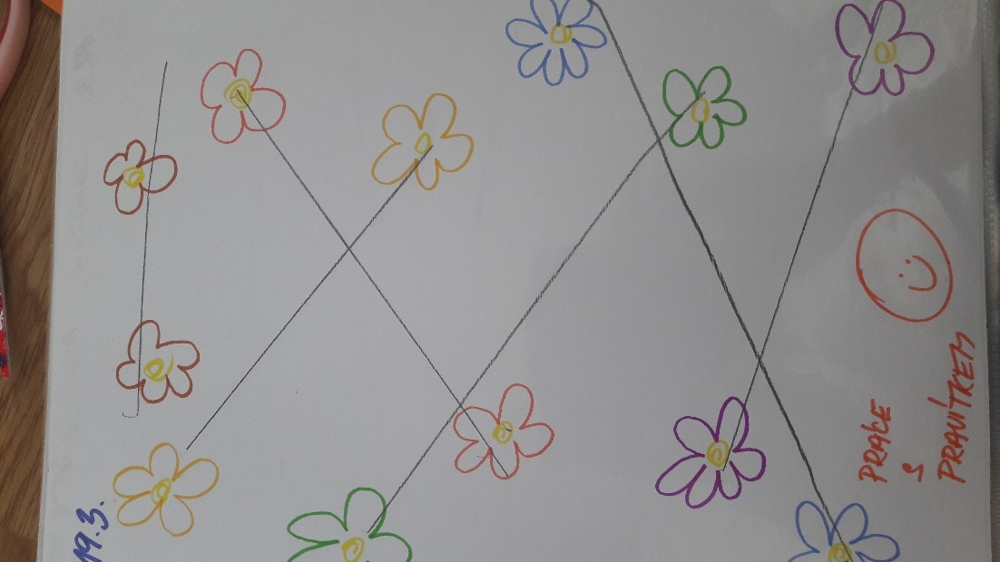 19.3.
PRÁCE
S
PRAVÍTKEM